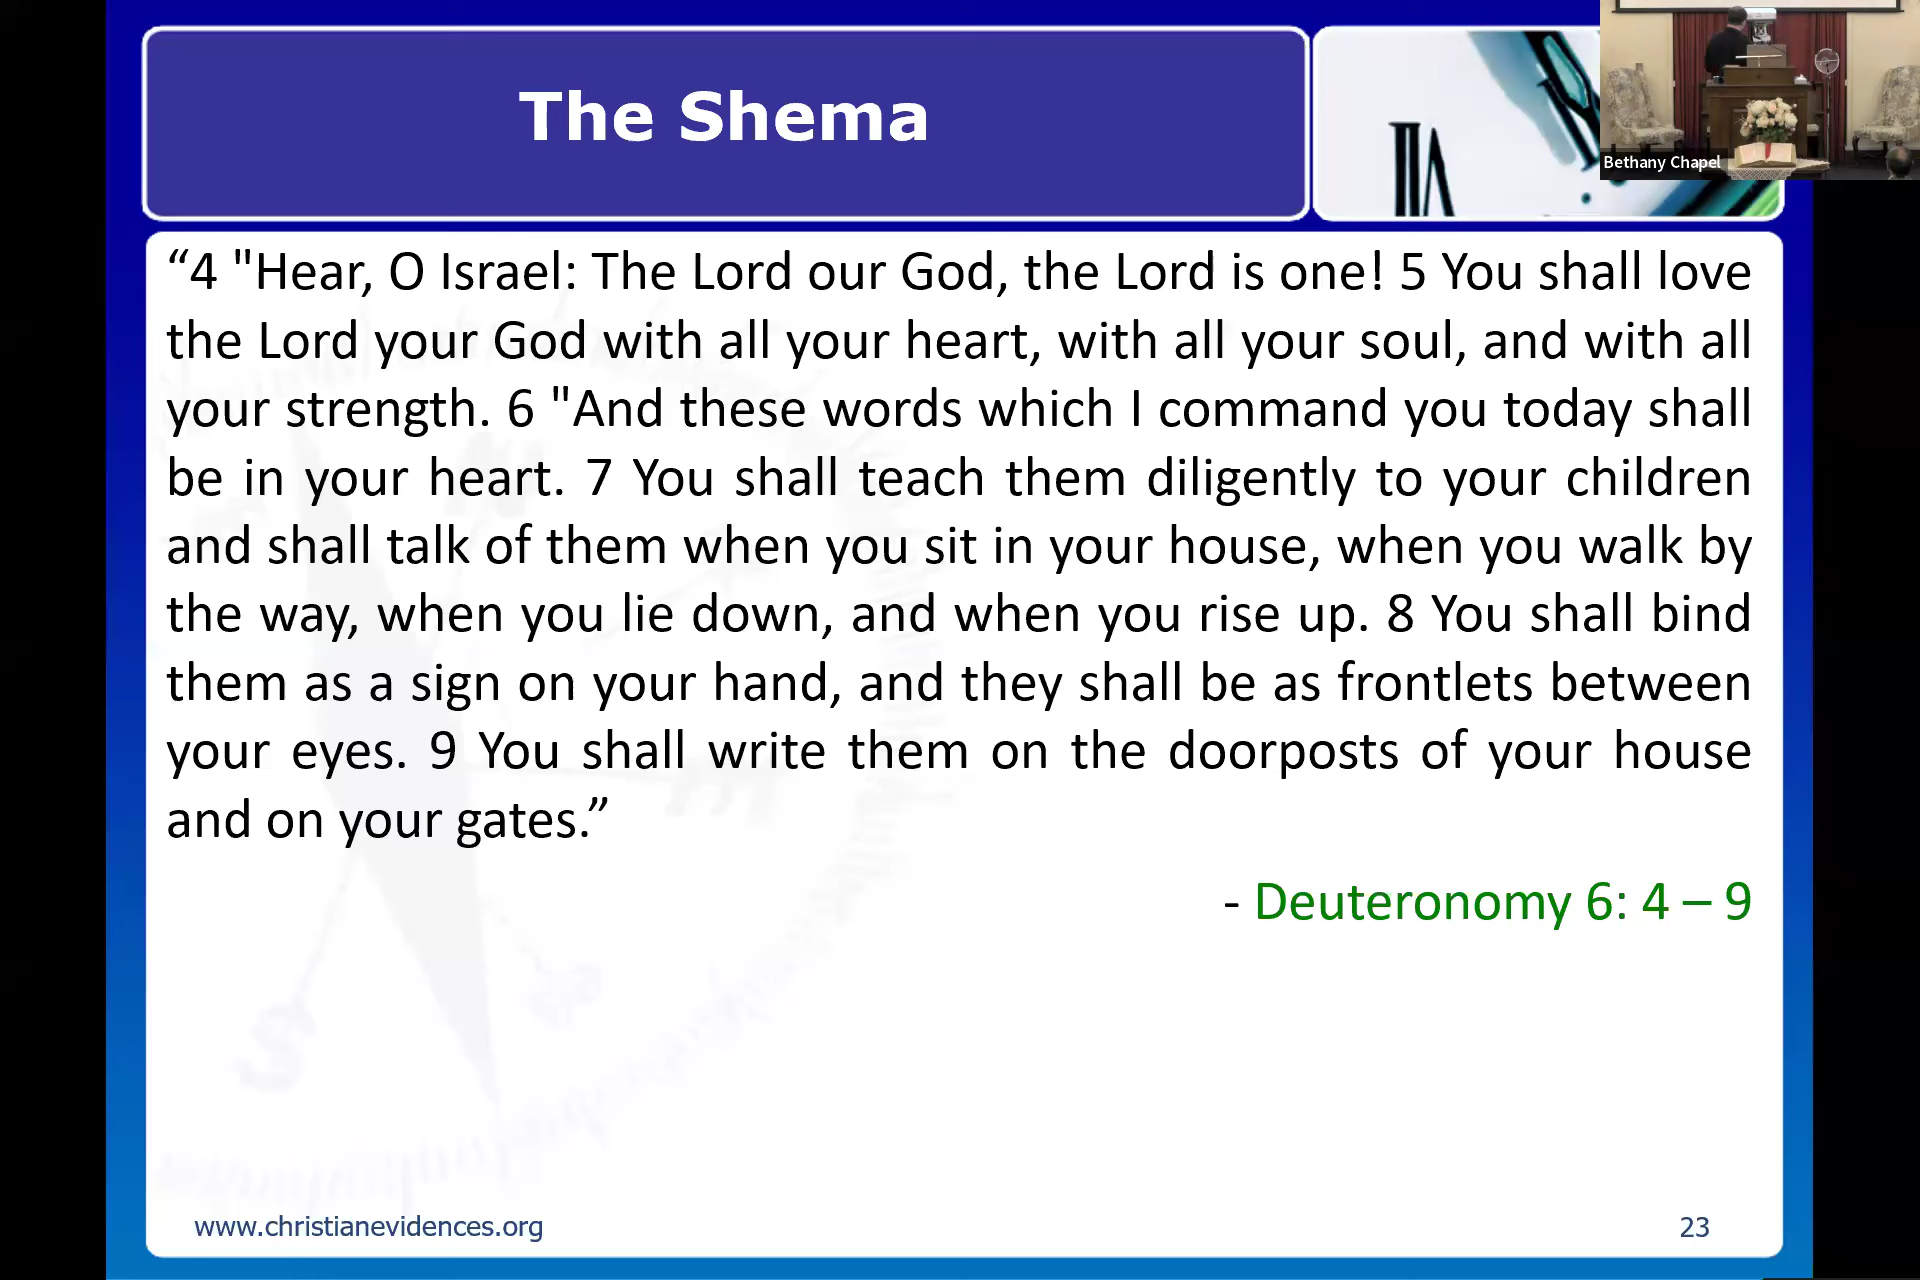 The Shema
Bethany Chapel
“4 "Hear, O Israel: The Lord our God, the Lord is one! 5 You shall love
the Lord your God with all your heart, with all your soul, and with all
your strength. 6 "And these words which I command you today shall
be in your heart. 7 You shall teach them diligently to your children
and shall talk of them when you sit in your house, when you walk by
the way, when you lie down, and when you rise up. 8 You shall bind
them as a sign on your hand, and they shall be as frontlets between
your eyes. 9 You shall write them on the doorposts of your house
and on your gates.”
- Deuteronomy 6: 4 – 9
www.christianevidences.org
23